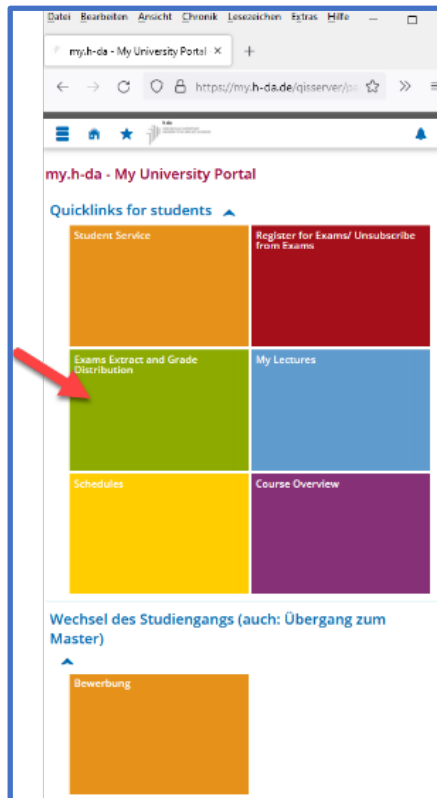 Datei Bearbeiten Ansicht Chronik Lesezeichen Extras Hilfe
my.h-da - My University Portal
https://my.h-da.de/qisserver/p
h-da
my.h-da - My University Portal
Quicklinks for students
Student Service
Register for Exams/ Unsubscribe
from Exams
Exams Extract and Grade
Distribution
My Lectures
Schedules
Course Overview
Wechsel des Studiengangs (auch: Übergang zum
Master)
Bewerbung